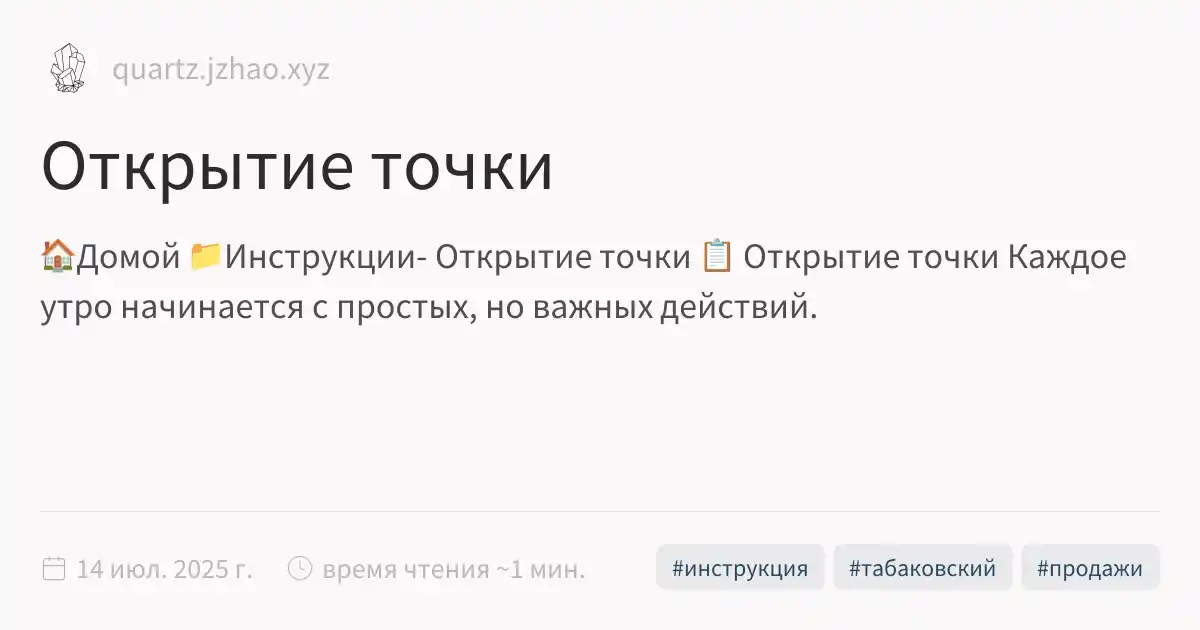 quartz.jzhao.xyz
Открытие точки
🏠Домой 📁Инструкции- Открытие точки 📋 Открытие точки Каждое
утро начинается с простых, но важных действий.
14 июл. 2025 г. время чтения ~1 мин. #инструкция #табаковский #продажи